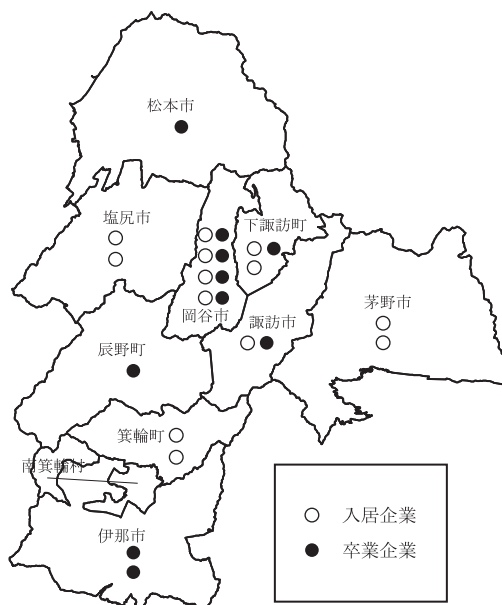 松本市
塩尻市
下諏訪町
岡谷市
諏訪市
茅野市
辰野町
箕輪町
南箕輪村
伊那市
入居企業
卒業企業